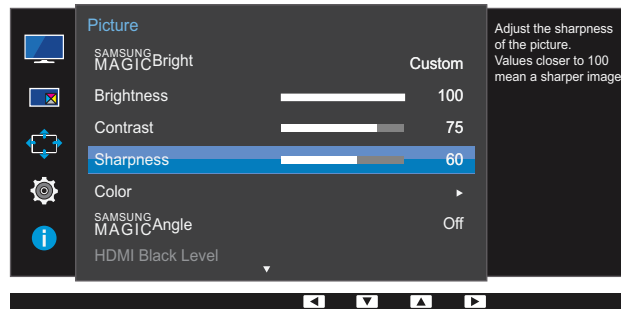 Picture
SAMSUNG
MAGICBright Custom
Brightness 100
Contrast 75
Sharpness 60
Color
SAMSUNG
MAGICAngle Off
HDMI Black Level
Adjust the sharpness
of the picture.
Values closer to 100
mean a sharper image